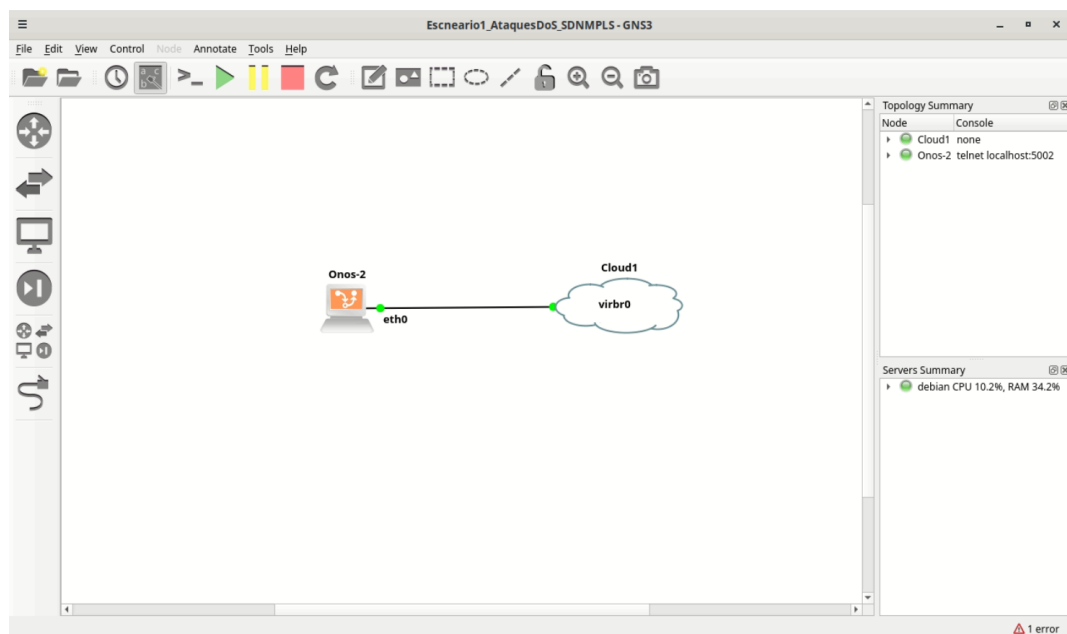 Escneario1_AtaquesDoS_SDNMPLS - GNS3
File Edit View Control Node Annotate Tools Help
Topology Summary
Node Console
Cloud1 none
Onos-2 telnet localhost:5002
Onos-2
eth0
Cloud1
virbr0
Servers Summary
debian CPU 10.2%, RAM 34.2%
1 error